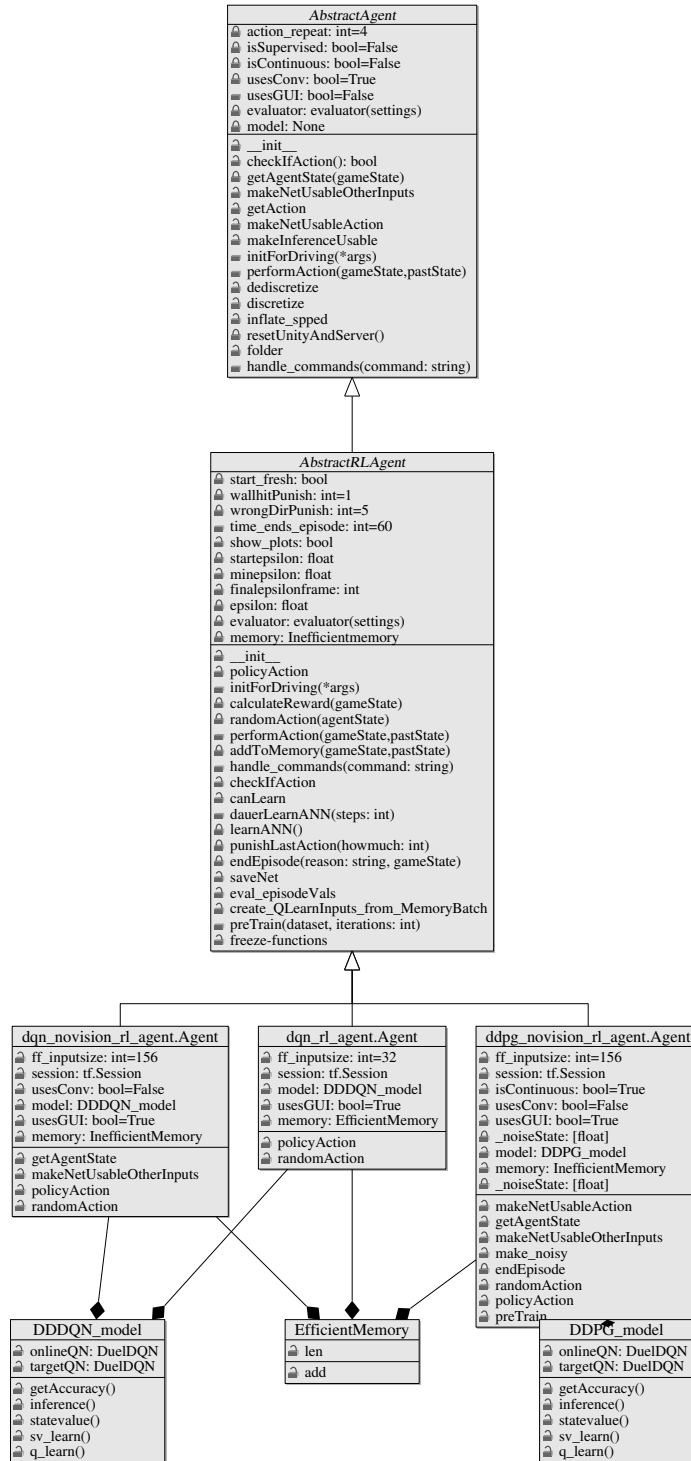 AbstractAgent
action_repeat: int=4
isSupervised: bool=False
isContinuous: bool=False
usesConv: bool=True
usesGUI: bool=False
evaluator: evaluator(settings)
model: None
__init__
checkIfAction(): bool
getAgentState(gameState)
makeNetUsableOtherInputs
getAction
makeNetUsableAction
makeInferenceUsable
initForDriving(*args)
performAction(gameState,pastState)
dediscretize
discretize
inflate_spped
resetUnityAndServer()
folder
handle_commands(command: string)
AbstractRLAgent
start_fresh: bool
wallhitPunish: int=1
wrongDirPunish: int=5
time_ends_episode: int=60
show_plots: bool
startepsilon: float
minepsilon: float
finalepsilonframe: int
epsilon: float
evaluator: evaluator(settings)
memory: Inefficientmemory
__init__
policyAction
initForDriving(*args)
calculateReward(gameState)
randomAction(agentState)
performAction(gameState,pastState)
addToMemory(gameState,pastState)
handle_commands(command: string)
checkIfAction
canLearn
dauerLearnANN(steps: int)
learnANN()
punishLastAction(howmuch: int)
endEpisode(reason: string, gameState)
saveNet
eval_episodeVals
create_QLearnInputs_from_MemoryBatch
preTrain(dataset, iterations: int)
freeze-functions
dqn_novision_rl_agent.Agent
ff_inputsize: int=156
session: tf.Session
usesConv: bool=False
model: DDDQN_model
usesGUI: bool=True
memory: InefficientMemory
getAgentState
makeNetUsableOtherInputs
policyAction
randomAction
dqn_rl_agent.Agent
ff_inputsize: int=32
session: tf.Session
model: DDDQN_model
usesGUI: bool=True
memory: EfficientMemory
policyAction
randomAction
ddpg_novision_rl_agent.Agent
ff_inputsize: int=156
session: tf.Session
isContinuous: bool=True
usesConv: bool=False
usesGUI: bool=True
_noiseState: [float]
model: DDPG_model
memory: InefficientMemory
_noiseState: [float]
makeNetUsableAction
getAgentState
makeNetUsableOtherInputs
make_noisy
endEpisode
randomAction
policyAction
preTrain
DDDQN_model
onlineQN: DuelDQN
targetQN: DuelDQN
getAccuracy()
inference()
statevalue()
sv_learn()
q_learn()
EfficientMemory
len
add
DDPG_model
onlineQN: DuelDQN
targetQN: DuelDQN
getAccuracy()
inference()
statevalue()
sv_learn()
q_learn()